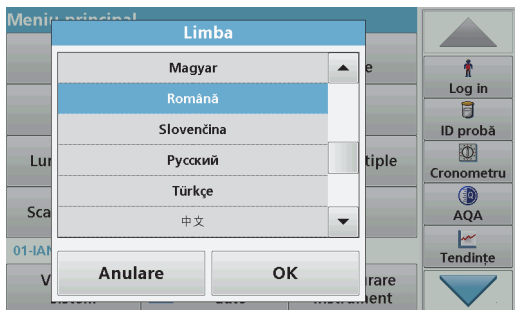 Meniu principal
Limba
Magyar
Română
Slovenčina
Русский
Türkçe
中文
Anulare
OK
Log in
ID probă
Cronometru
AQA
Tendințe